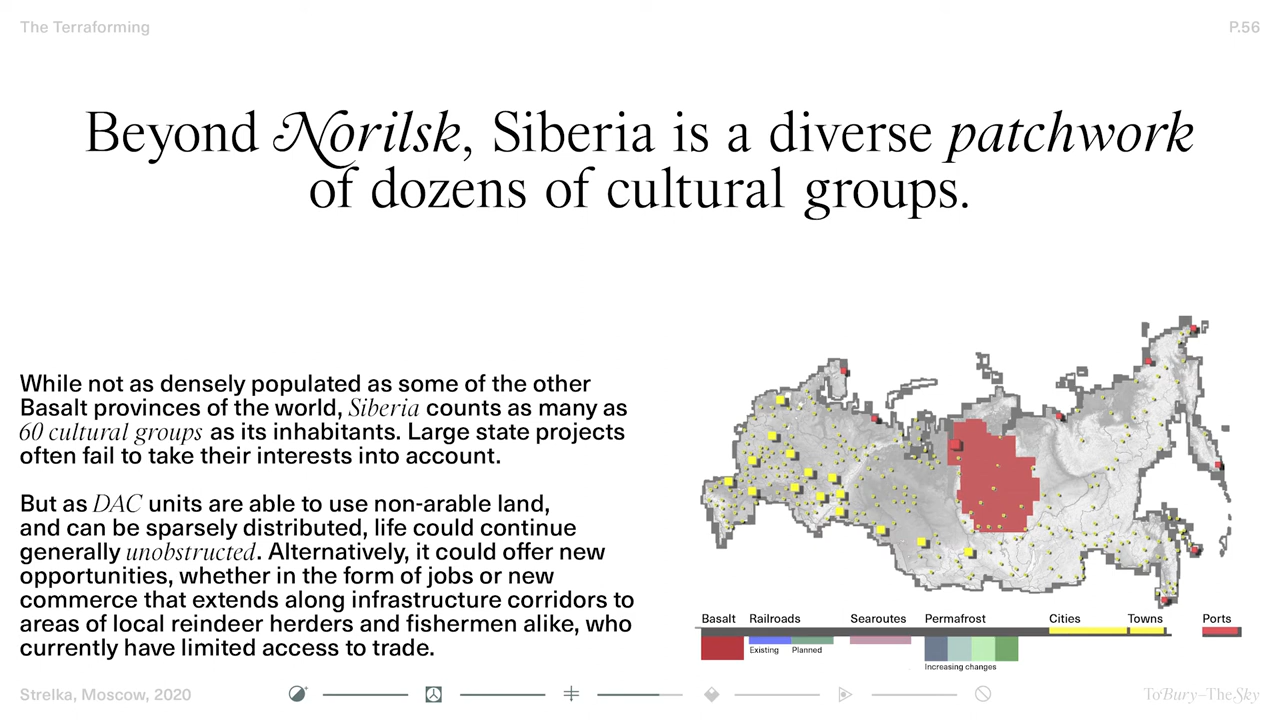 The Terraforming
P.56
Beyond Norilsk, Siberia is a diverse patchwork
of dozens of cultural groups.
While not as densely populated as some of the other
Basalt provinces of the world, Siberia counts as many as
60 cultural groups as its inhabitants. Large state projects
often fail to take their interests into account.
But as DAC units are able to use non-arable land,
and can be sparsely distributed, life could continue
generally unobstructed. Alternatively, it could offer new
opportunities, whether in the form of jobs or new
commerce that extends along infrastructure corridors to
areas of local reindeer herders and fishermen alike, who
currently have limited access to trade.
Basalt Railroads Searoutes Permafrost Cities Towns Ports
Existing Planned
Increasing changes
Strelka, Moscow, 2020
To Bury–The Sky